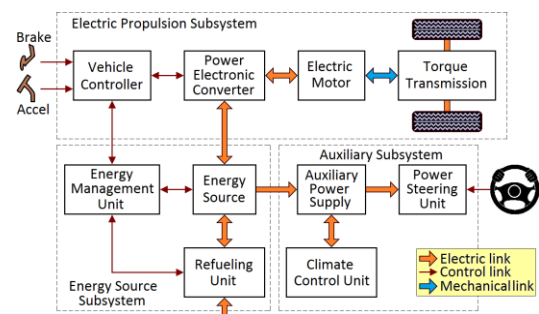 Electric Propulsion Subsystem
Brake
Accel
Vehicle
Controller
Power
Electronic
Converter
Electric
Motor
Torque
Transmission
Energy
Management
Unit
Energy
Source
Refueling
Unit
Energy Source
Subsystem
Auxiliary Subsystem
Auxiliary
Power
Supply
Power
Steering
Unit
Climate
Control Unit
Electric link
Control link
Mechanical link